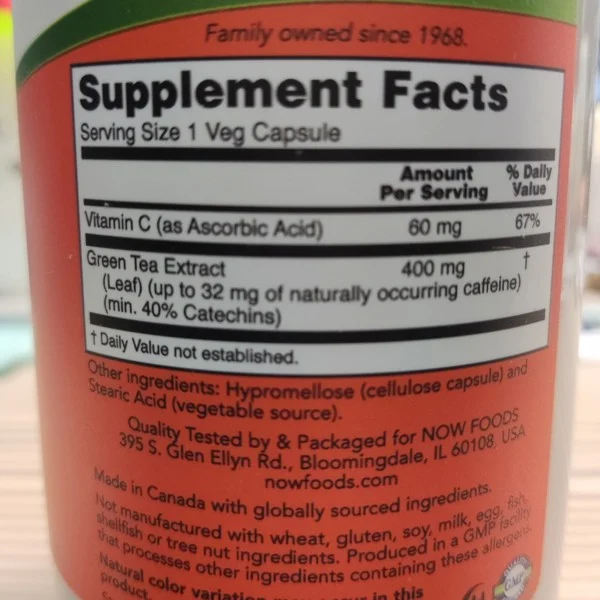 Family owned since 1968.
Supplement Facts
Serving Size 1 Veg Capsule
Amount Per Serving
% Daily Value
Vitamin C (as Ascorbic Acid) 60 mg 67%
Green Tea Extract 400 mg †
(Leaf) (up to 32 mg of naturally occurring caffeine)
(min. 40% Catechins)
† Daily Value not established.
Other ingredients: Hypromellose (cellulose capsule) and
Stearic Acid (vegetable source).
Quality Tested by & Packaged for NOW FOODS
395 S. Glen Ellyn Rd., Bloomingdale, IL 60108, USA
nowfoods.com
Made in Canada with globally sourced ingredients.
Not manufactured with wheat, gluten, soy, milk, egg, fish,
shellfish or tree nut ingredients. Produced in a GMP facility
that processes other ingredients containing these allergens.
Natural color variation may occur in this
product.
GMP